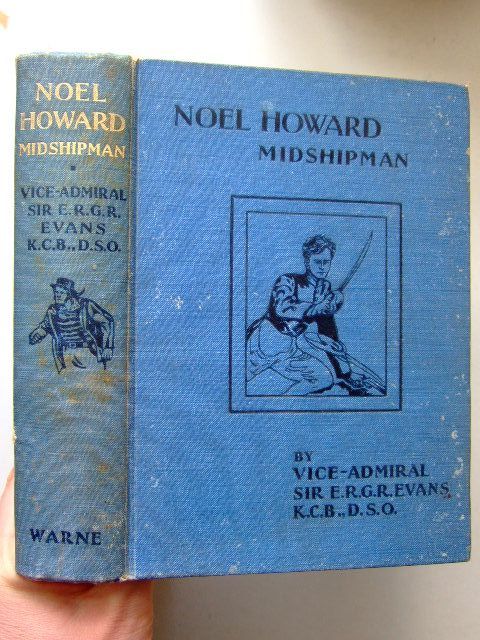 NOEL
HOWARD
MIDSHIPMAN
VICE-ADMIRAL
SIR E.R.G.R.
EVANS
K.C.B., D.S.O.
WARNE
NOEL HOWARD
MIDSHIPMAN
BY
VICE-ADMIRAL
SIR E.R.G.R. EVANS,
K.C.B., D.S.O.